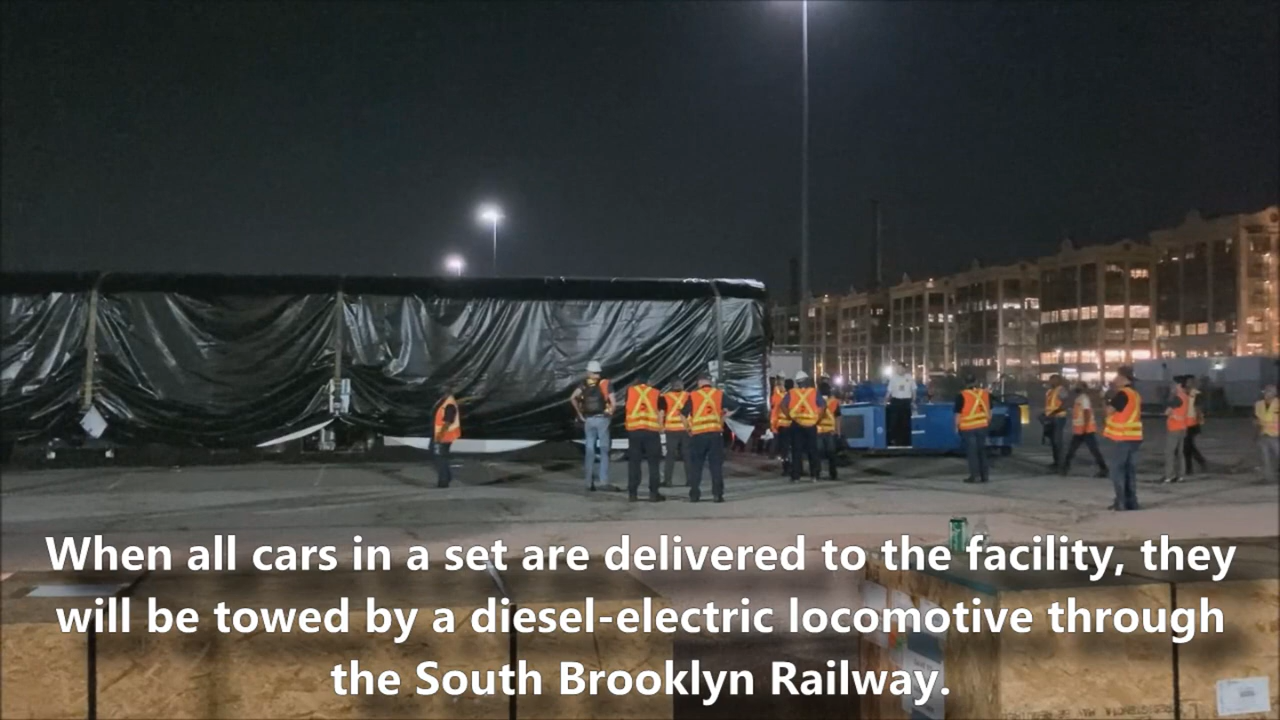 When all cars in a set are delivered to the facility, they
will be towed by a diesel-electric locomotive through
the South Brooklyn Railway.